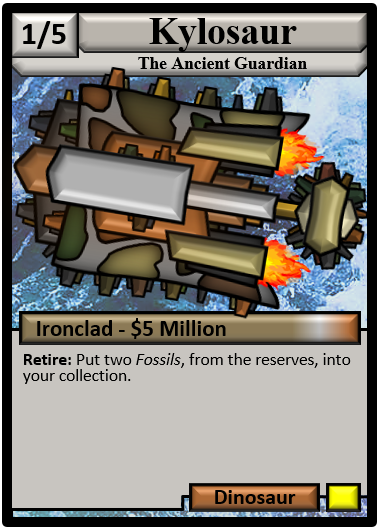 1/5
Kylosaur
The Ancient Guardian
Ironclad - $5 Million
Retire: Put two Fossils, from the reserves, into
your collection.
Dinosaur